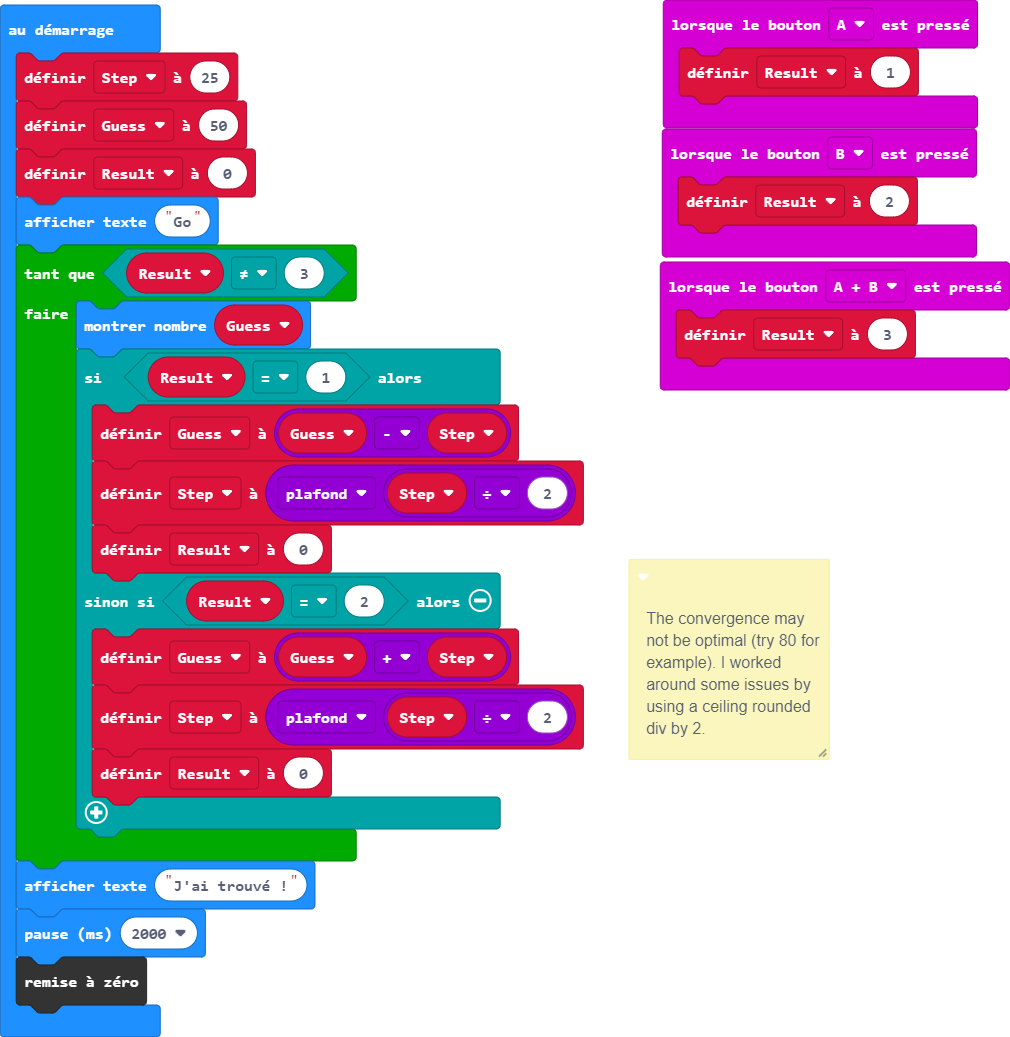 au démarrage
définir Step à 25
définir Guess à 50
définir Result à 0
afficher texte "Go"
tant que Result ≠ 3
faire
montrer nombre Guess
si Result = 1 alors
définir Guess à Guess - Step
définir Step à plafond Step ÷ 2
définir Result à 0
sinon si Result = 2 alors
définir Guess à Guess + Step
définir Step à plafond Step ÷ 2
définir Result à 0
afficher texte "J'ai trouvé !"
pause (ms) 2000
remise à zéro
lorsque le bouton A est pressé
définir Result à 1
lorsque le bouton B est pressé
définir Result à 2
lorsque le bouton A + B est pressé
définir Result à 3
The convergence may
not be optimal (try 80 for
example). I worked
around some issues by
using a ceiling rounded
div by 2.